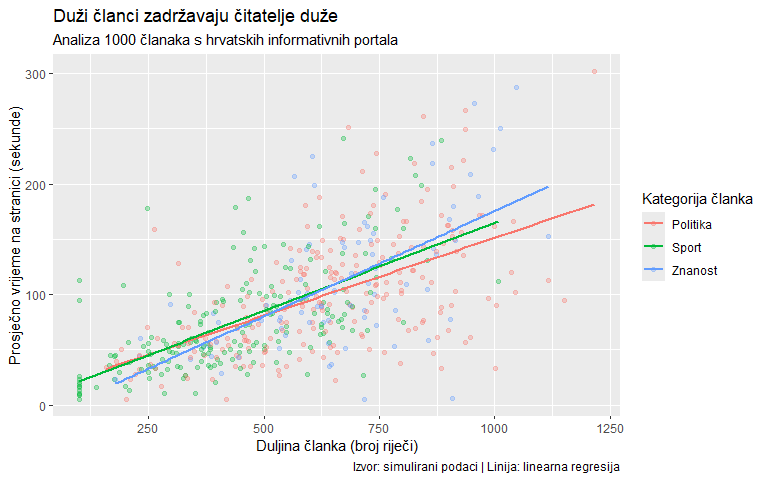 Duži članci zadržavaju čitatelje duže
Analiza 1000 članaka s hrvatskih informativnih portala
Prosječno vrijeme na stranici (sekunde)
300
200
100
0
250
500
750
1000
1250
Duljina članka (broj riječi)
Kategorija članka
Politika
Sport
Znanost
Izvor: simulirani podaci | Linija: linearna regresija